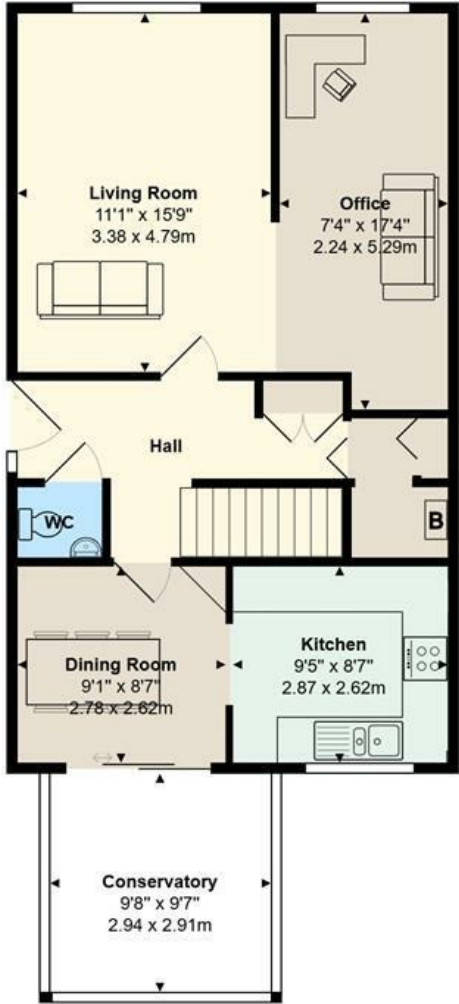 Living Room
11'1" x 15'9"
3.38 x 4.79m
Office
7'4" x 17'4"
2.24 x 5.29m
Hall
WC
B
Dining Room
9'1" x 8'7"
2.78 x 2.62m
Kitchen
9'5" x 8'7"
2.87 x 2.62m
Conservatory
9'8" x 9'7"
2.94 x 2.91m